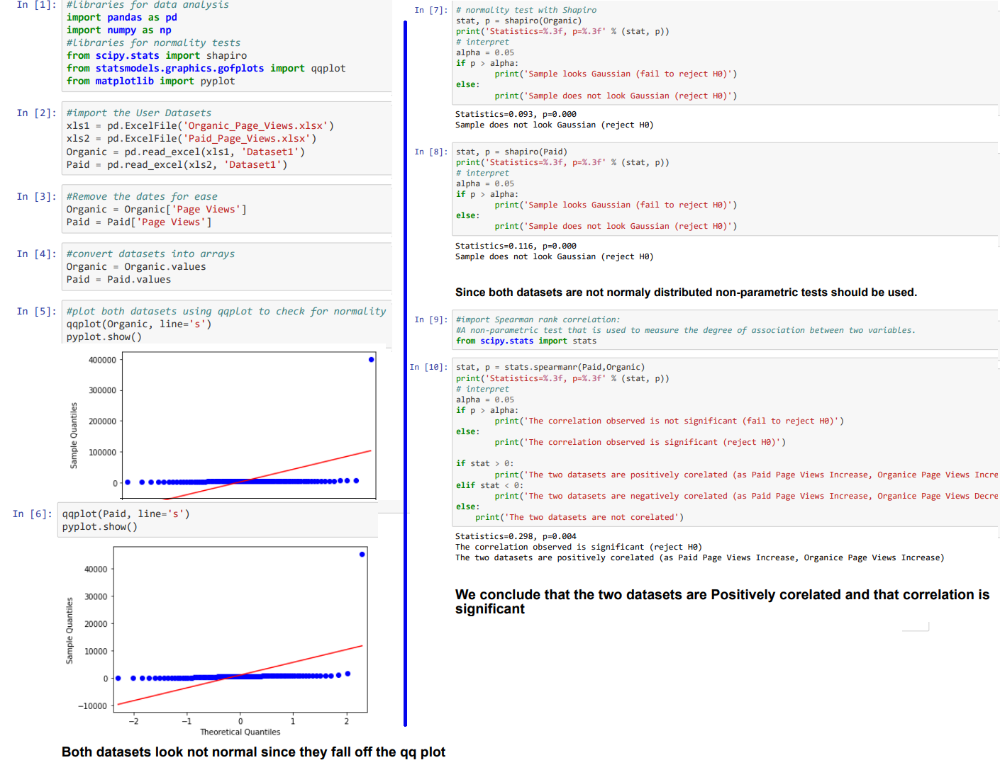 In [1]: #libraries for data analysis
import pandas as pd
import numpy as np
#libraries for normality tests
from scipy.stats import shapiro
from statsmodels.graphics.gofplots import qqplot
from matplotlib import pyplot
In [2]: #import the User Datasets
xls1 = pd.ExcelFile('Organic_Page_Views.xlsx')
xls2 = pd.ExcelFile('Paid_Page_Views.xlsx')
Organic = pd.read_excel(xls1, 'Dataset1')
Paid = pd.read_excel(xls2, 'Dataset1')
In [3]: #Remove the dates for ease
Organic = Organic['Page Views']
Paid = Paid['Page Views']
In [4]: #convert datasets into arrays
Organic = Organic.values
Paid = Paid.values
In [5]: #plot both datasets using qqplot to check for normality
qqplot(Organic, line='s')
pyplot.show()
400000
300000
200000
100000
0
Sample Quantiles
In [6]: qqplot(Paid, line='s')
pyplot.show()
40000
30000
20000
10000
0
−10000
Sample Quantiles
−2 −1 0 1 2
Theoretical Quantiles
Both datasets look not normal since they fall off the qq plot
In [7]: # normality test with Shapiro
stat, p = shapiro(Organic)
print('Statistics=%.3f, p=%.3f' % (stat, p))
# interpret
alpha = 0.05
if p > alpha:
print('Sample looks Gaussian (fail to reject H0)')
else:
print('Sample does not look Gaussian (reject H0)')
Statistics=0.093, p=0.000
Sample does not look Gaussian (reject H0)
In [8]: stat, p = shapiro(Paid)
print('Statistics=%.3f, p=%.3f' % (stat, p))
# interpret
alpha = 0.05
if p > alpha:
print('Sample looks Gaussian (fail to reject H0)')
else:
print('Sample does not look Gaussian (reject H0)')
Statistics=0.116, p=0.000
Sample does not look Gaussian (reject H0)
Since both datasets are not normaly distributed non-parametric tests should be used.
In [9]: #import Spearman rank correlation:
#A non-parametric test that is used to measure the degree of association between two variables.
from scipy.stats import stats
In [10]: stat, p = stats.spearmanr(Paid,Organic)
print('Statistics=%.3f, p=%.3f' % (stat, p))
# interpret
alpha = 0.05
if p > alpha:
print('The correlation observed is not significant (fail to reject H0)')
else:
print('The correlation observed is significant (reject H0)')
if stat > 0:
print('The two datasets are positively corelated (as Paid Page Views Increase, Organice Page Views Incre
elif stat < 0:
print('The two datasets are negatively corelated (as Paid Page Views Increase, Organice Page Views Decre
else:
print('The two datasets are not corelated')
Statistics=0.298, p=0.004
The correlation observed is significant (reject H0)
The two datasets are positively corelated (as Paid Page Views Increase, Organice Page Views Increase)
We conclude that the two datasets are Positively corelated and that correlation is
significant